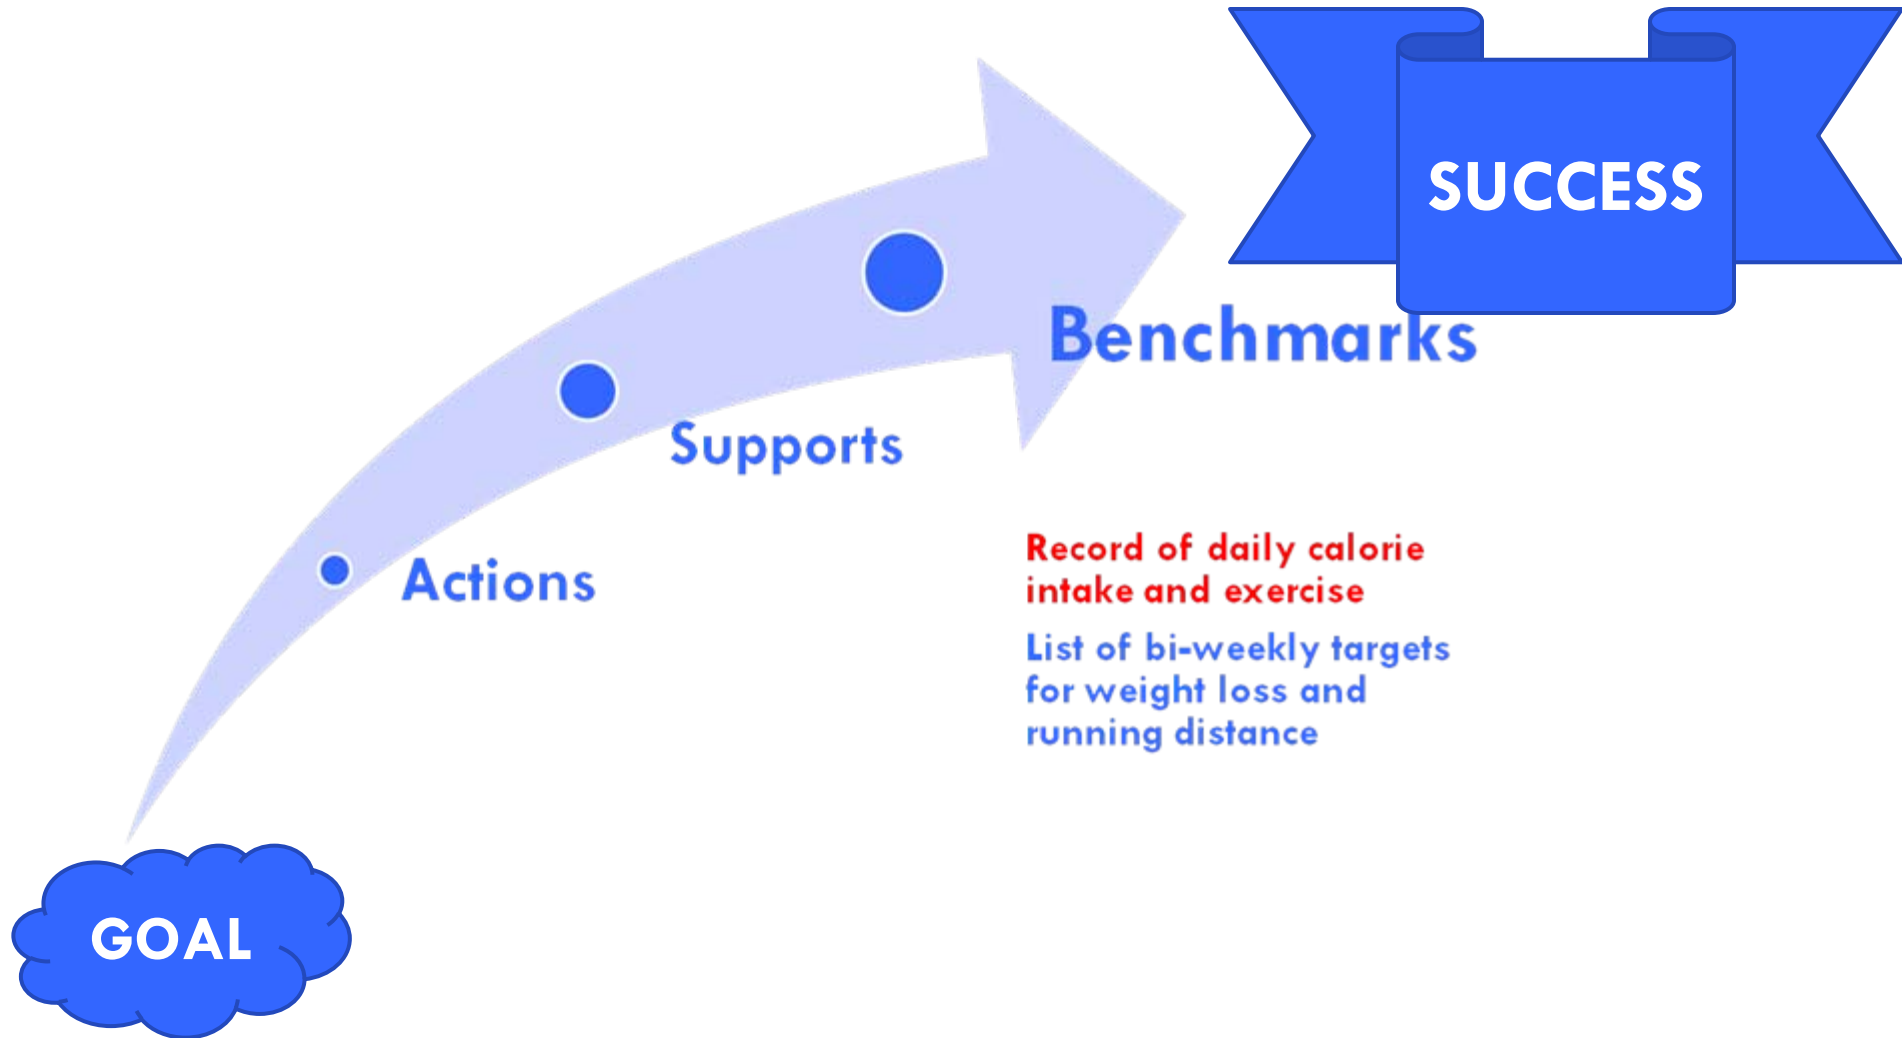 SUCCESS
Benchmarks
Supports
Actions
Record of daily calorie
intake and exercise
List of bi-weekly targets
for weight loss and
running distance
GOAL